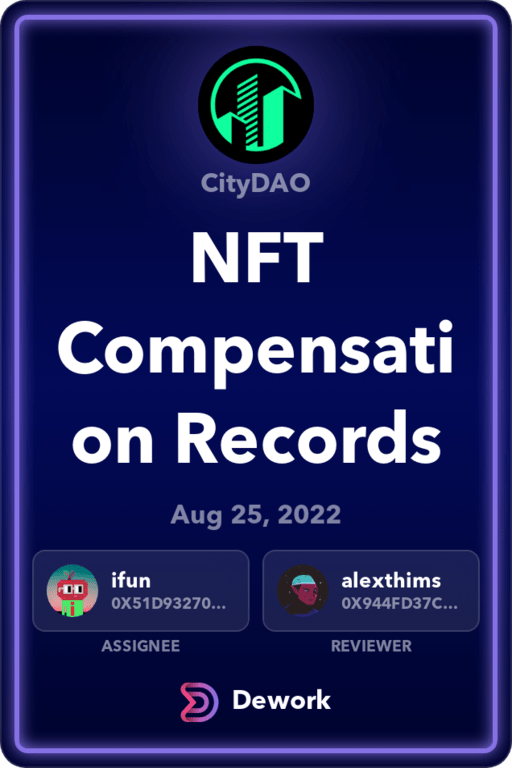 CityDAO
NFT
Compensati
on Records
Aug 25, 2022
ifun
0X51D93270...
ASSIGNEE
alexthims
0X944FD37C...
REVIEWER
Dework